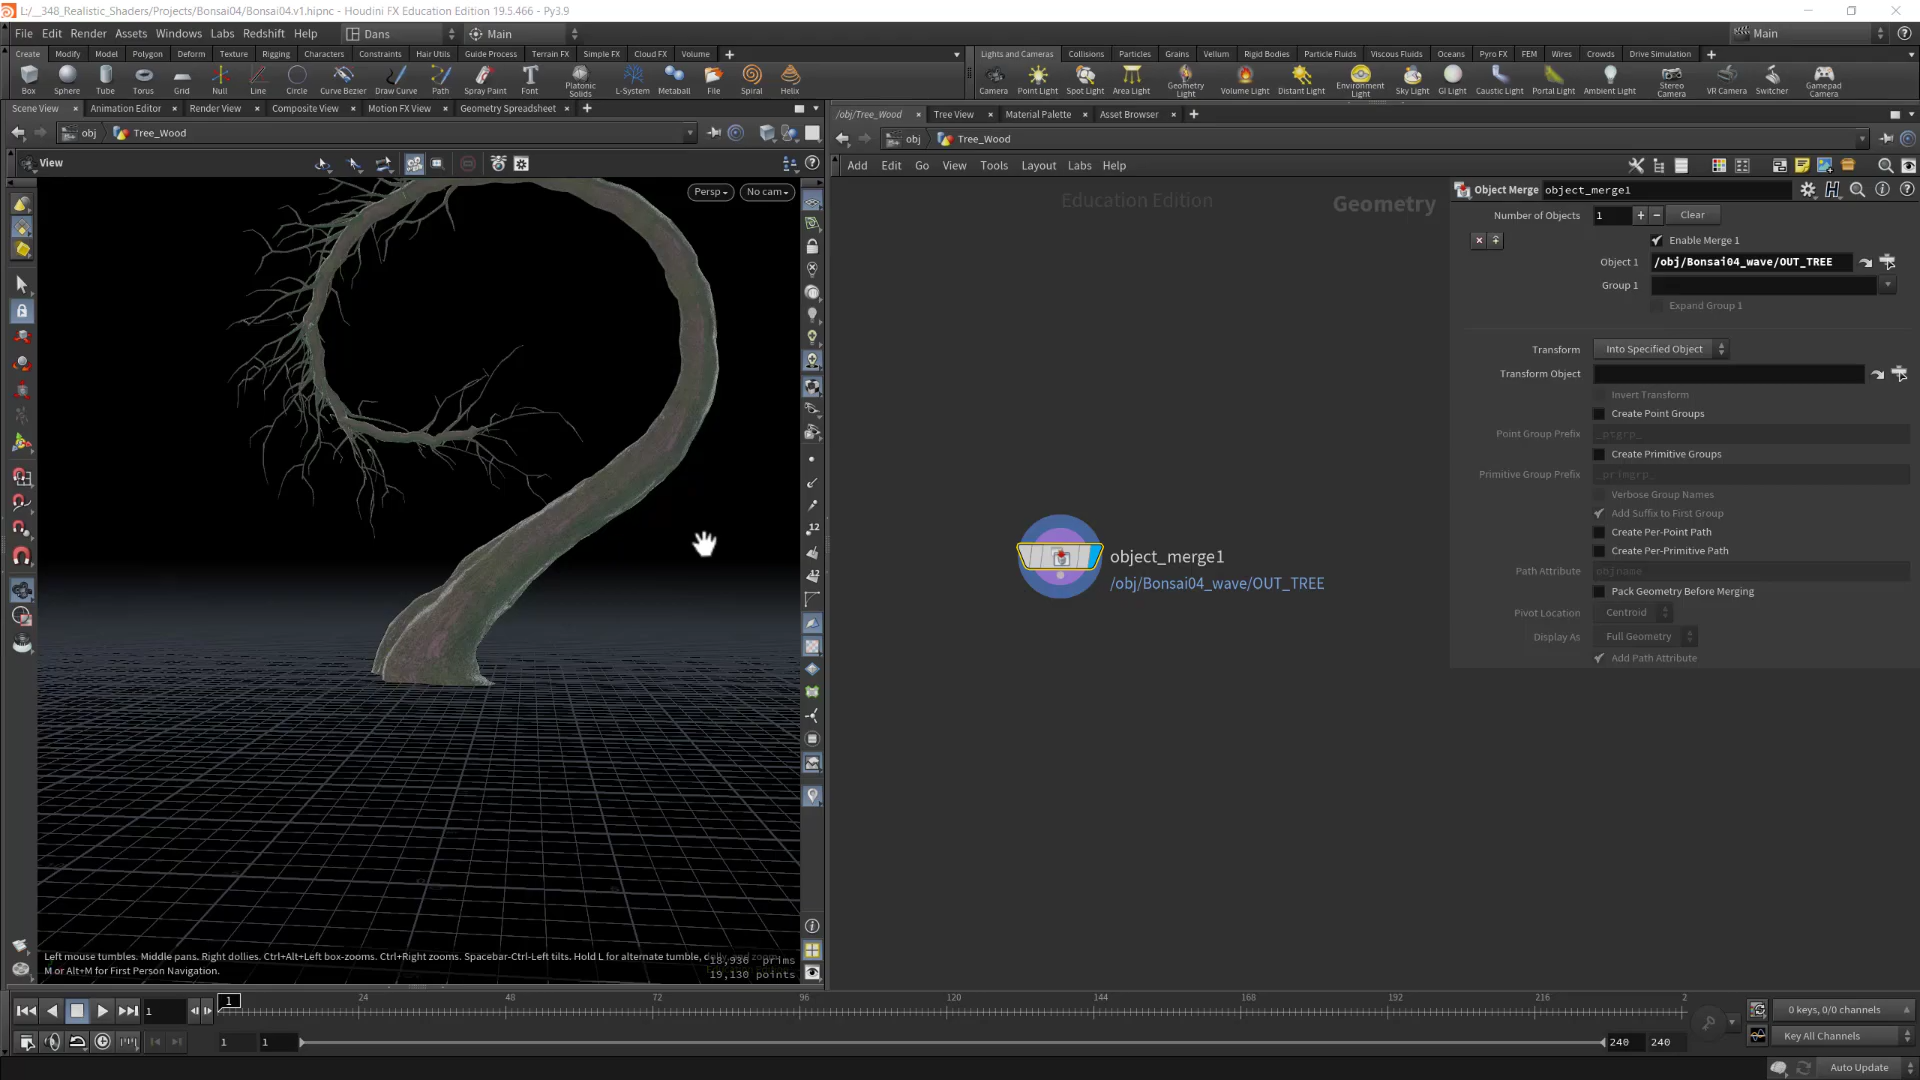 L:/__348_Realistic_Shaders/Projects/Bonsai04/Bonsai04.v1.hipnc - Houdini FX Education Edition 19.5.466 - Py3.9
File Edit Render Assets Windows Labs Redshift Help Dans Main Main
Create Modify Model Polygon Deform Texture Rigging Characters Constraints Hair Utils Guide Process Terrain FX Simple FX Cloud FX Volume
Lights and Cameras Collisions Particles Grains Vellum Rigid Bodies Particle Fluids Viscous Fluids Oceans Pyro FX FEM Wires Crowds Drive Simulation
Box Sphere Tube Torus Grid Null Line Circle Curve Bezier Draw Curve Path Spray Paint Font Platonic Solids L-System Metaball File Spiral Helix
Camera Point Light Spot Light Area Light Geometry Light Volume Light Distant Light Environment Light Sky Light GI Light Caustic Light Portal Light Ambient Light Stereo Camera VR Camera Switcher Gamepad Camera
Scene View Animation Editor Render View Composite View Motion FX View Geometry Spreadsheet
/obj/Tree_Wood Tree View Material Palette Asset Browser
obj Tree_Wood
obj Tree_Wood
View
Add Edit Go View Tools Layout Labs Help
Persp No cam
Education Edition
Geometry
Object Merge object_merge1
Number of Objects 1 Clear
Enable Merge 1
Object 1 /obj/Bonsai04_wave/OUT_TREE
Group 1
Expand Group 1
Transform Into Specified Object
Transform Object
Invert Transform
Create Point Groups
Point Group Prefix _ptgrp_
Create Primitive Groups
Primitive Group Prefix _primgrp_
Verbose Group Names
Add Suffix to First Group
Create Per-Point Path
Create Per-Primitive Path
Path Attribute objname
Pack Geometry Before Merging
Pivot Location Centroid
Display As Full Geometry
Add Path Attribute
object_merge1
/obj/Bonsai04_wave/OUT_TREE
12
12
Left mouse tumbles. Middle pans. Right dollies. Ctrl+Alt+Left box-zooms. Ctrl+Right zooms. Spacebar-Ctrl-Left tilts. Hold L for alternate tumble, dolly, and zoom.
M or Alt+M for First Person Navigation.
18,936 prims
19,130 points
1 1 24 48 72 96 120 144 168 192 216 2
0 keys, 0/0 channels
1 1 240 240
Key All Channels
Auto Update